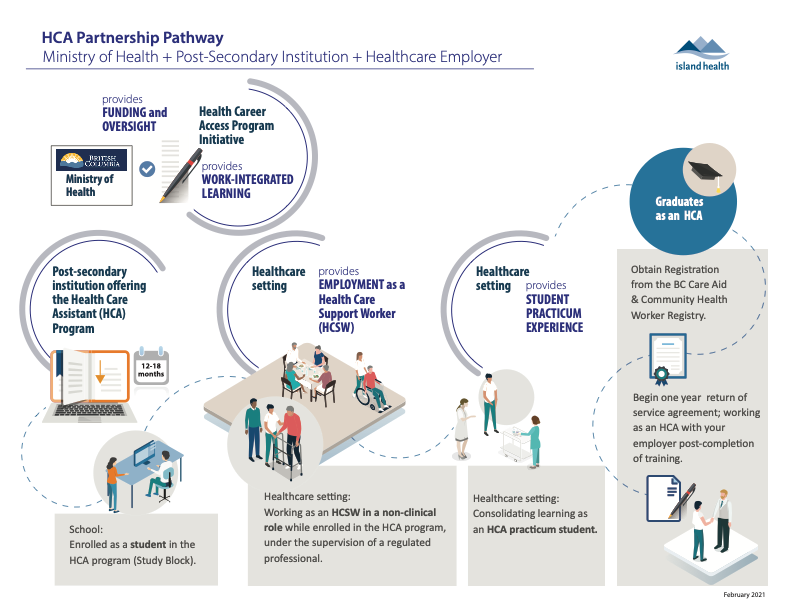 HCA Partnership Pathway
Ministry of Health + Post-Secondary Institution + Healthcare Employer
island health
provides
FUNDING and
OVERSIGHT
Health Career
Access Program
Initiative
BRITISH
COLUMBIA
Ministry of
Health
provides
WORK-INTEGRATED
LEARNING
Graduates
as an HCA
Post-secondary
institution offering
the Health Care
Assistant (HCA)
Program
12-18
months
Healthcare
setting
provides
EMPLOYMENT as a
Health Care
Support Worker
(HCSW)
Healthcare
setting
provides
STUDENT
PRACTICUM
EXPERIENCE
Obtain Registration
from the BC Care Aid
& Community Health
Worker Registry.
Begin one year return of
service agreement; working
as an HCA with your
employer post-completion
of training.
School:
Enrolled as a student in the
HCA program (Study Block).
Healthcare setting:
Working as an HCSW in a non-clinical
role while enrolled in the HCA program,
under the supervision of a regulated
professional.
Healthcare setting:
Consolidating learning as
an HCA practicum student.
February 2021